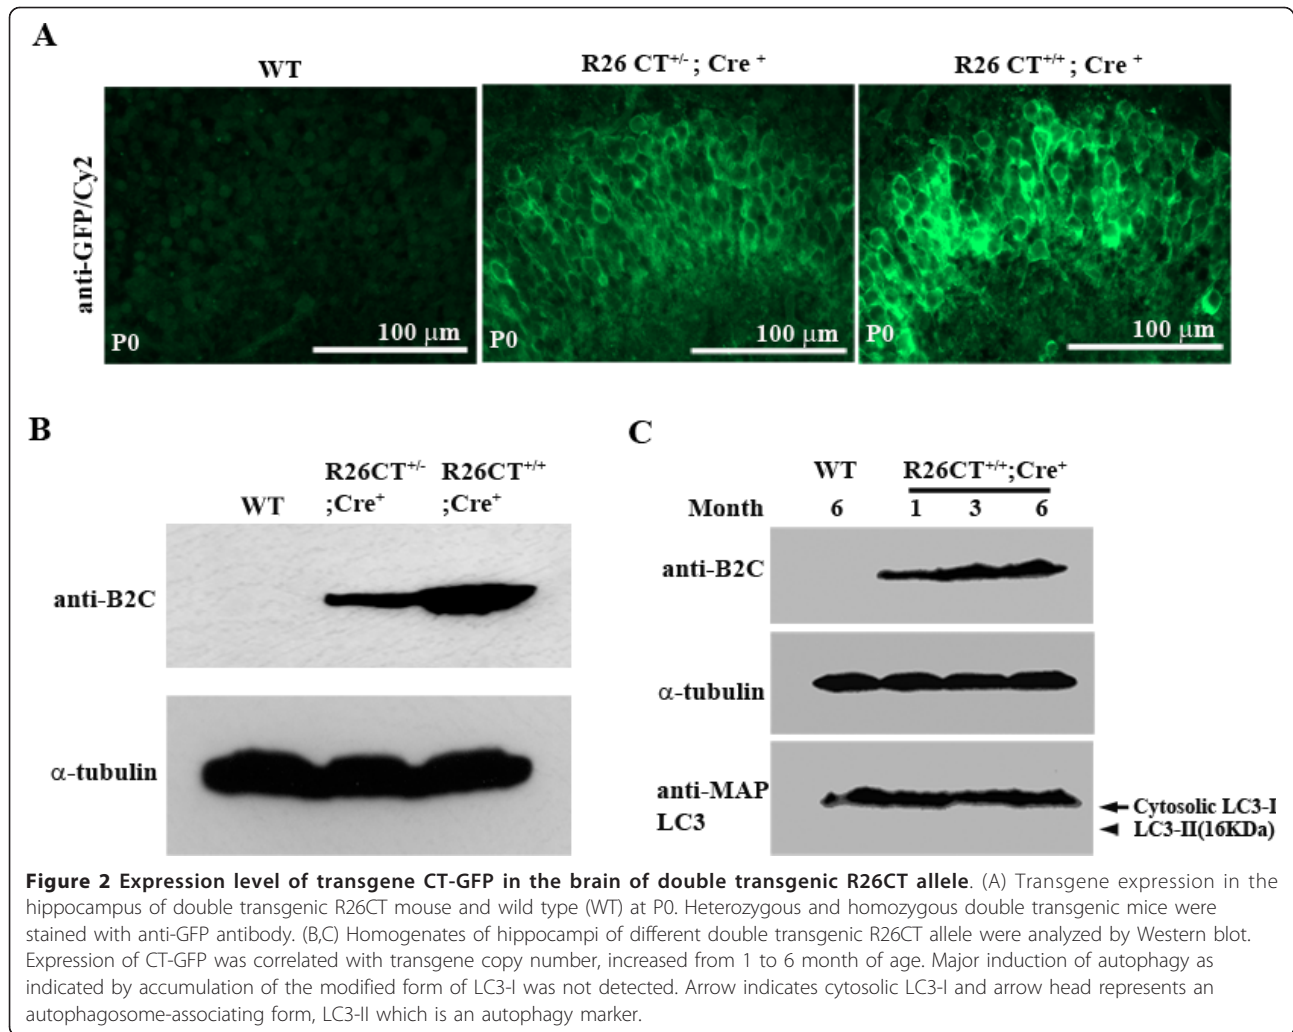 A
WT
R26 CT+/- ; Cre +
R26 CT+/+ ; Cre +
anti-GFP/Cy2
P0
100 μm
P0
100 μm
P0
100 μm
B
WT
R26CT+/-
;Cre+
R26CT+/+
;Cre+
anti-B2C
α-tubulin
C
WT
R26CT+/+;Cre+
Month 6 1 3 6
anti-B2C
α-tubulin
anti-MAP
LC3
Cytosolic LC3-I
LC3-II(16KDa)
Figure 2 Expression level of transgene CT-GFP in the brain of double transgenic R26CT allele. (A) Transgene expression in the
hippocampus of double transgenic R26CT mouse and wild type (WT) at P0. Heterozygous and homozygous double transgenic mice were
stained with anti-GFP antibody. (B,C) Homogenates of hippocampi of different double transgenic R26CT allele were analyzed by Western blot.
Expression of CT-GFP was correlated with transgene copy number, increased from 1 to 6 month of age. Major induction of autophagy as
indicated by accumulation of the modified form of LC3-I was not detected. Arrow indicates cytosolic LC3-I and arrow head represents an
autophagosome-associating form, LC3-II which is an autophagy marker.